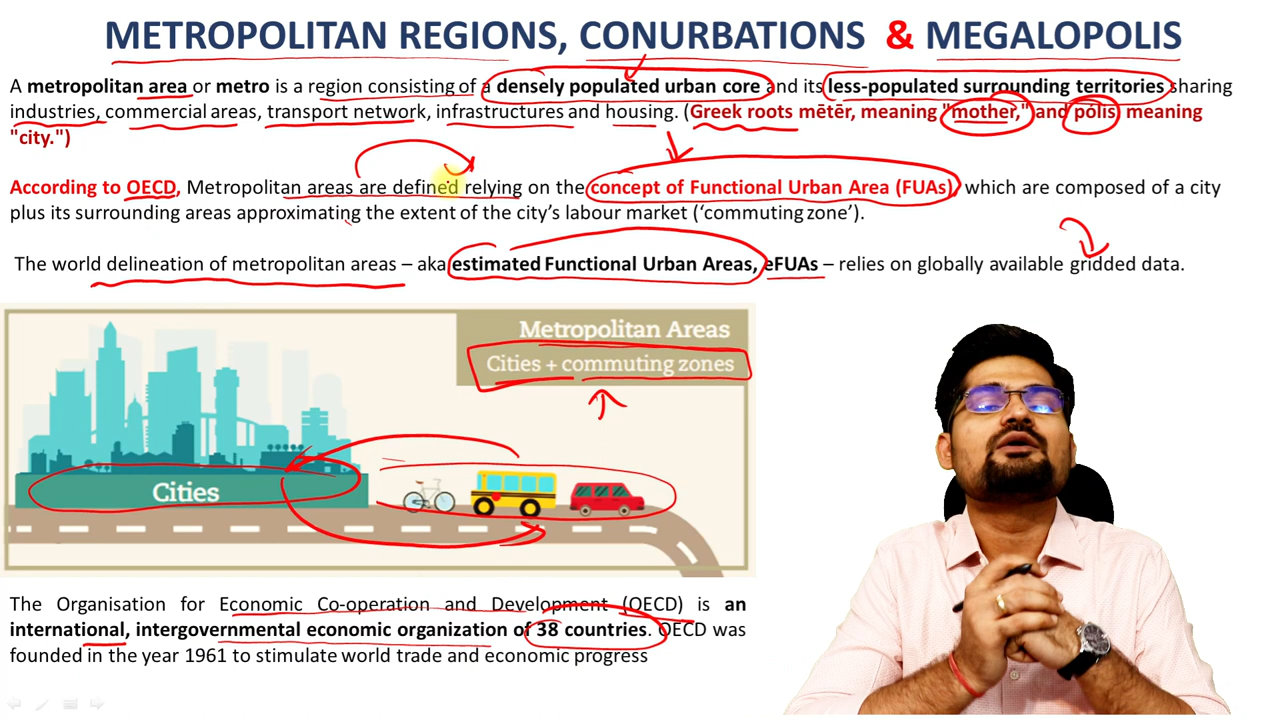 METROPOLITAN REGIONS, CONURBATIONS & MEGALOPOLIS
A metropolitan area or metro is a region consisting of a densely populated urban core and its less-populated surrounding territories sharing
industries, commercial areas, transport network, infrastructures and housing. (Greek roots mētēr, meaning "mother," and polis, meaning
"city.")
According to OECD, Metropolitan areas are defined relying on the concept of Functional Urban Area (FUAs), which are composed of a city
plus its surrounding areas approximating the extent of the city's labour market ('commuting zone').
The world delineation of metropolitan areas – aka estimated Functional Urban Areas, eFUAs – relies on globally available gridded data.
Metropolitan Areas
Cities + commuting zones
Cities
The Organisation for Economic Co-operation and Development (OECD) is an
international, intergovernmental economic organization of 38 countries. OECD was
founded in the year 1961 to stimulate world trade and economic progress